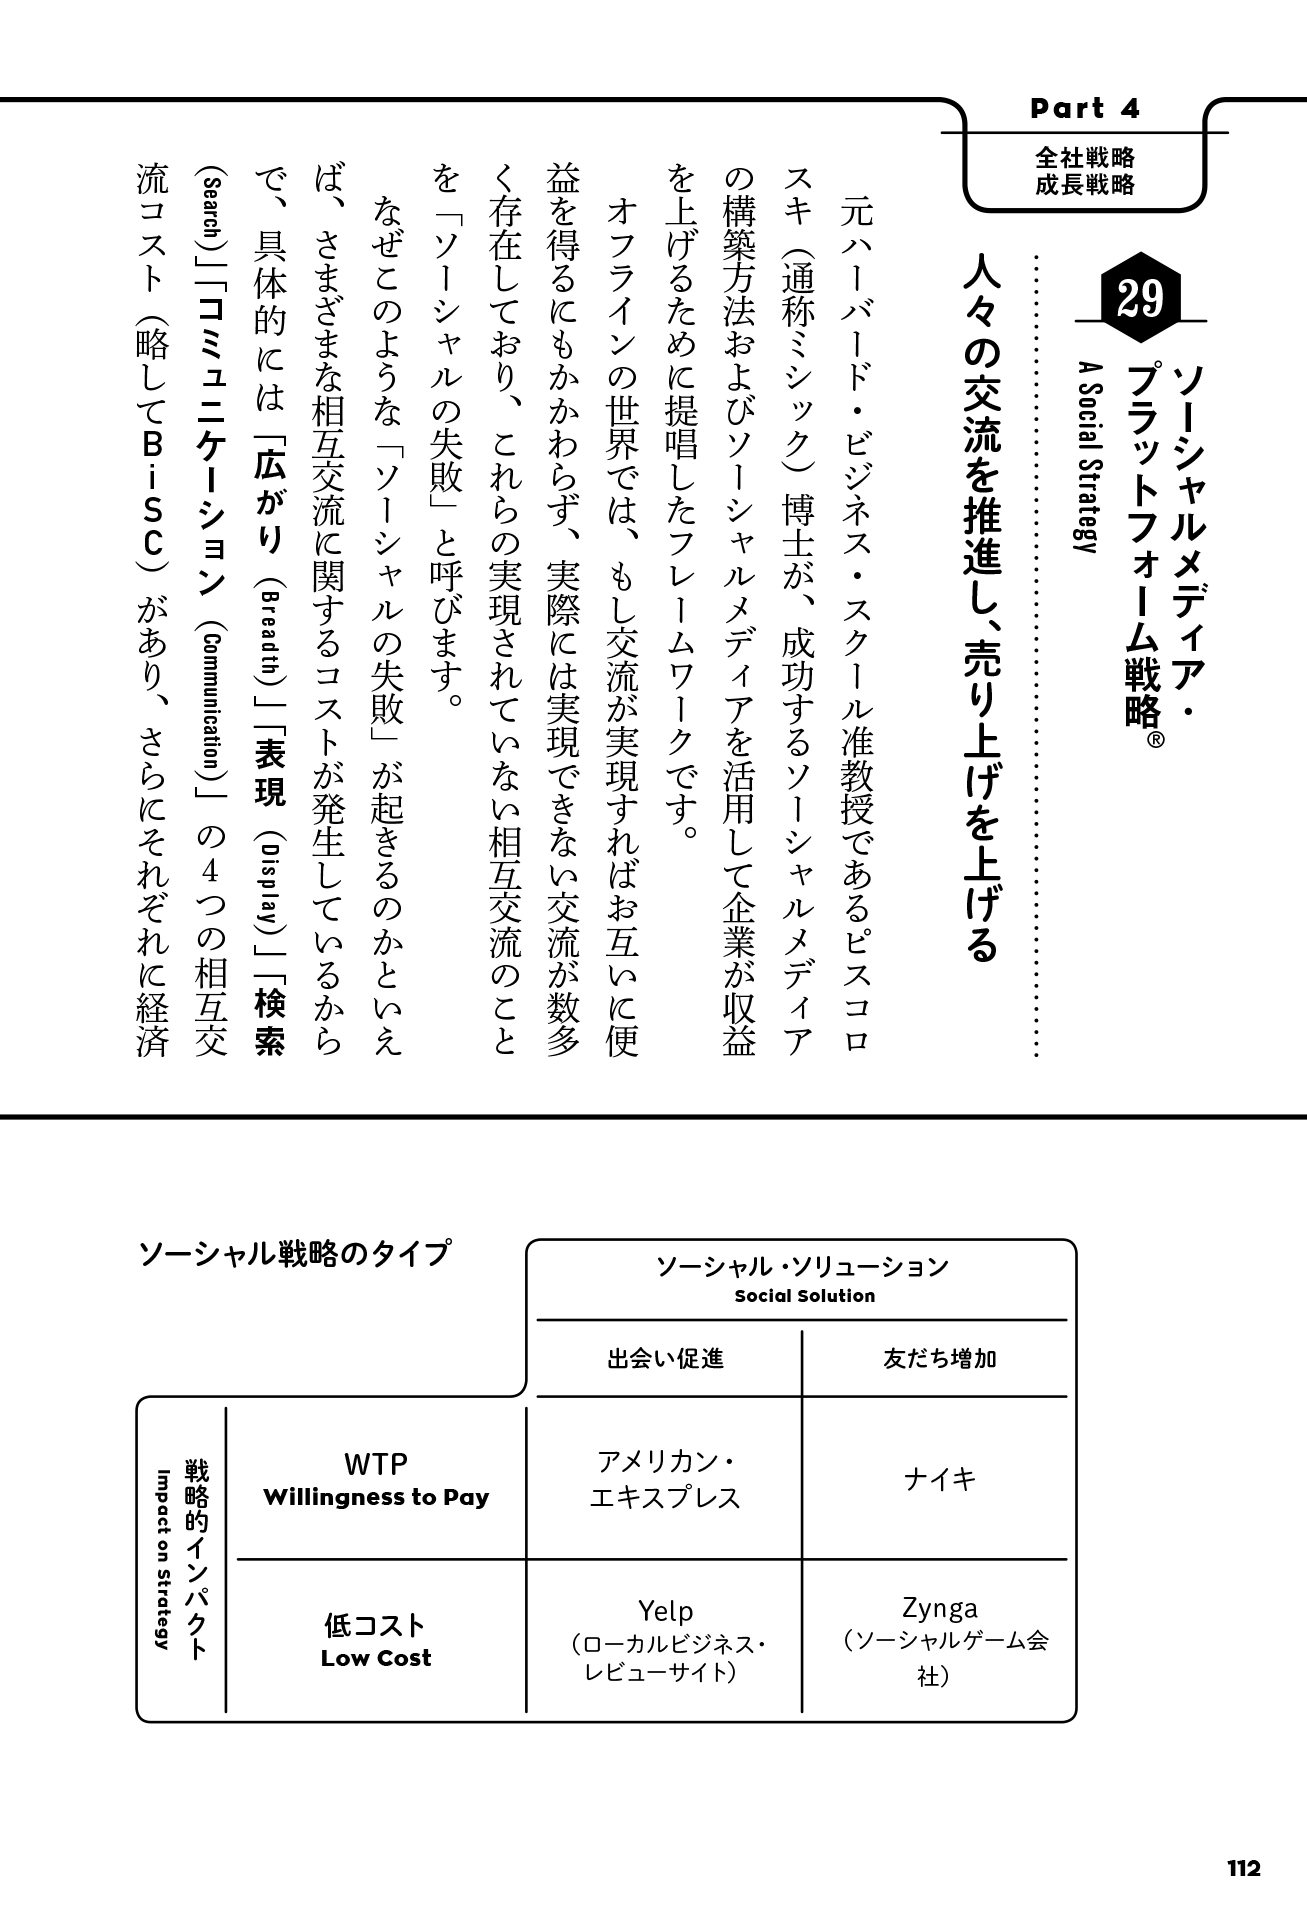 Part 4
全社戦略
成長戦略
29
ソーシャルメディア・
プラットフォーム戦略®
A Social Strategy
人々の交流を推進し、売り上げを上げる
元ハーバード・ビジネス・スクール准教授であるピスコロ
スキ（通称ミシック）博士が、成功するソーシャルメディア
の構築方法およびソーシャルメディアを活用して企業が収益
を上げるために提唱したフレームワークです。
オフラインの世界では、もし交流が実現すればお互いに便
益を得るにもかかわらず、実際には実現できない交流が数多
く存在しており、これらの実現されていない相互交流のこと
を「ソーシャルの失敗」と呼びます。
なぜこのような「ソーシャルの失敗」が起きるのかといえ
ば、さまざまな相互交流に関するコストが発生しているから
で、具体的には「広がり（Breadth）」「表現（Display）」「検索
（Search）」「コミュニケーション（Communication）」の4つの相互交
流コスト（略してBiSC）があり、さらにそれぞれに経済
ソーシャル戦略のタイプ
ソーシャル・ソリューション
Social Solution
出会い促進
友だち増加
戦略的インパクト
Impact on Strategy
WTP
Willingness to Pay
アメリカン・
エキスプレス
ナイキ
低コスト
Low Cost
Yelp
（ローカルビジネス・
レビューサイト）
Zynga
（ソーシャルゲーム会
社）
112